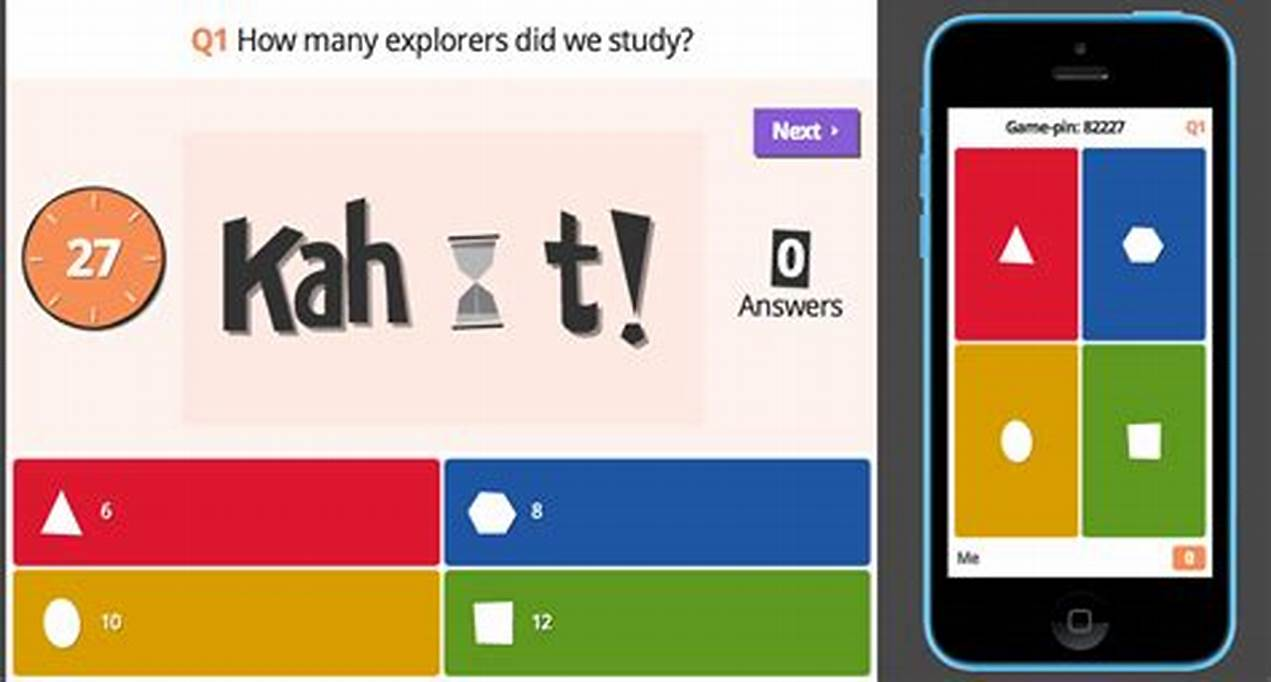 Q1 How many explorers did we study?
Next ›
27
Kah t!
0
Answers
6
8
10
12
Game-pin: 82227 Q1
Me 0